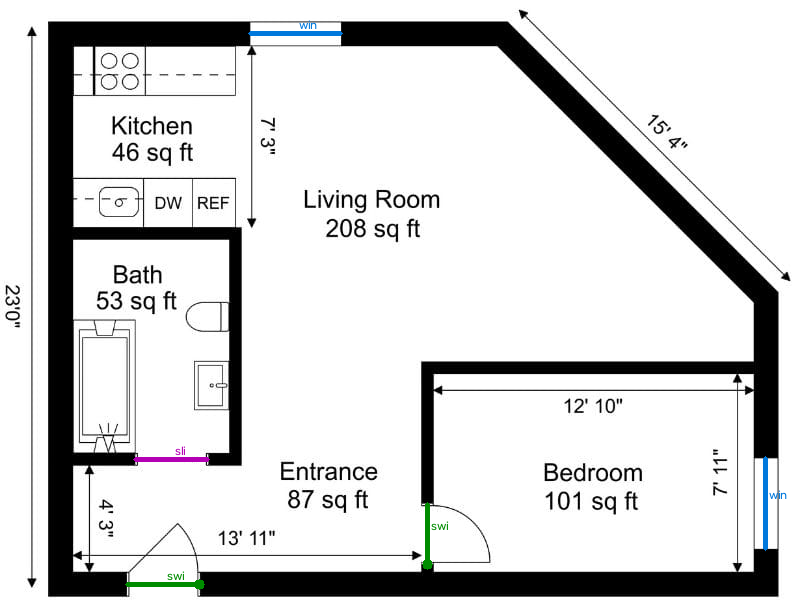 win
Kitchen
46 sq ft
7' 3"
15' 4"
DW
REF
Living Room
208 sq ft
Bath
53 sq ft
23'0"
12' 10"
sli
Entrance
87 sq ft
Bedroom
101 sq ft
7' 11"
win
4' 3"
13' 11"
swi
swi